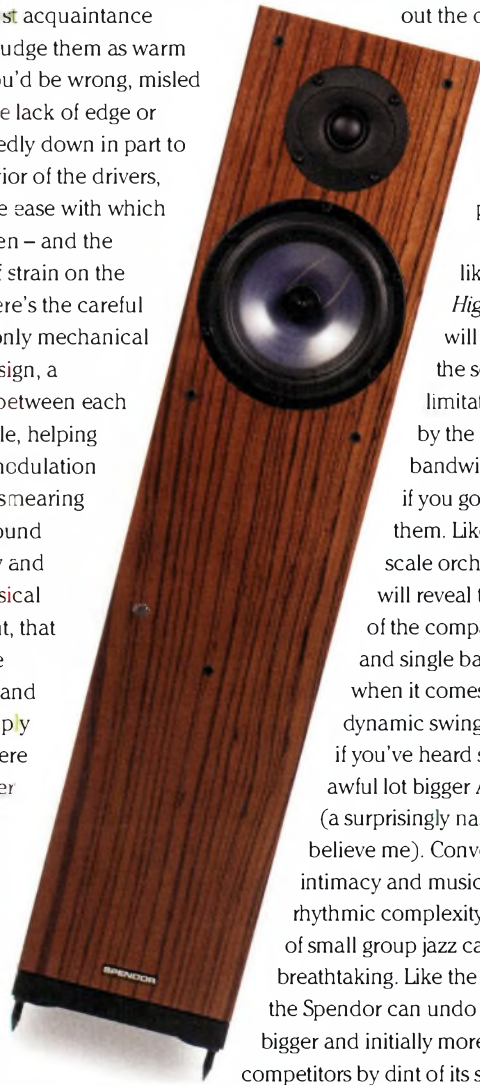 st acquaintance
udge them as warm
u'd be wrong, misled
e lack of edge or
edly down in part to
ior of the drivers,
e ease with which
en – and the
f strain on the
ere's the careful
only mechanical
sign, a
between each
le, helping
nodulation
smearing
ound
y and
sical
t, that
e
and
ply
ere
er
SPENDOR
out the
lik
Hig
will
the s
limitat
by the
bandwi
if you go
them. Lik
scale orch
will reveal t
of the compa
and single ba
when it comes
dynamic swing
if you've heard s
awful lot bigger A
(a surprisingly na
believe me). Conv
intimacy and music
rhythmic complexity
of small group jazz ca
breathtaking. Like the
the Spendor can undo
bigger and initially more
competitors by dint of its s